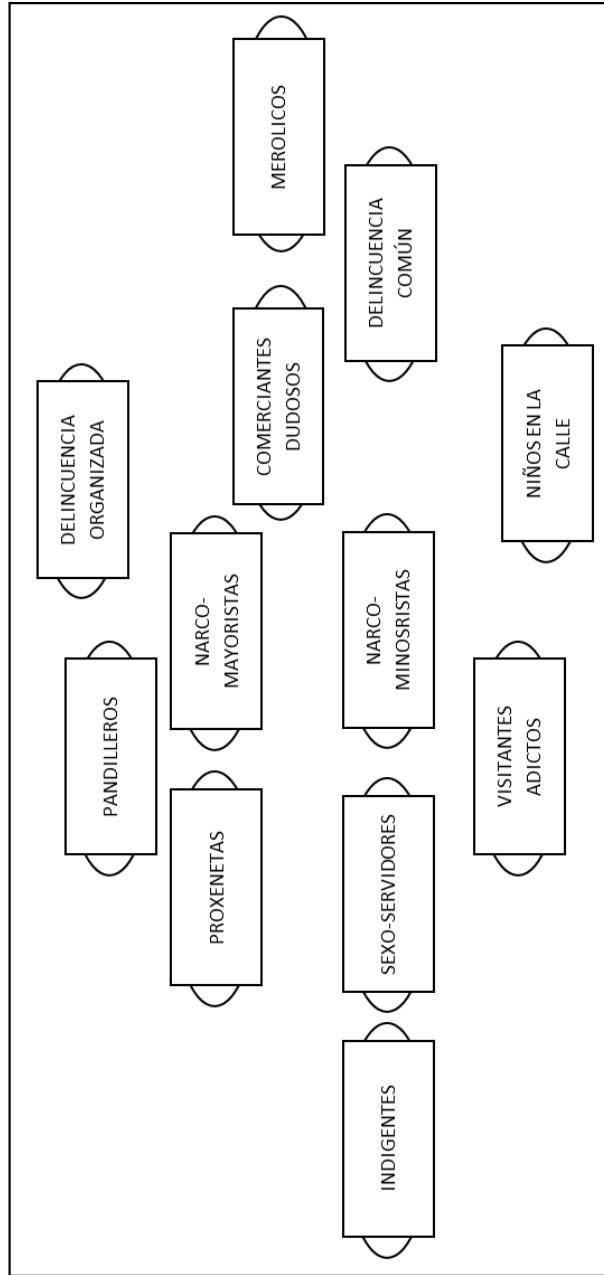 PANDILLEROS
DELINCUENCIA
ORGANIZADA
PROXENETAS
NARCO-
MAYORISTAS
COMERCIANTES
DUDOSOS
MEROLICOS
INDIGENTES
SEXO-SERVIDORES
NARCO-
MINOSRISTAS
DELINCUENCIA
COMÚN
VISITANTES
ADICTOS
NIÑOS EN LA
CALLE